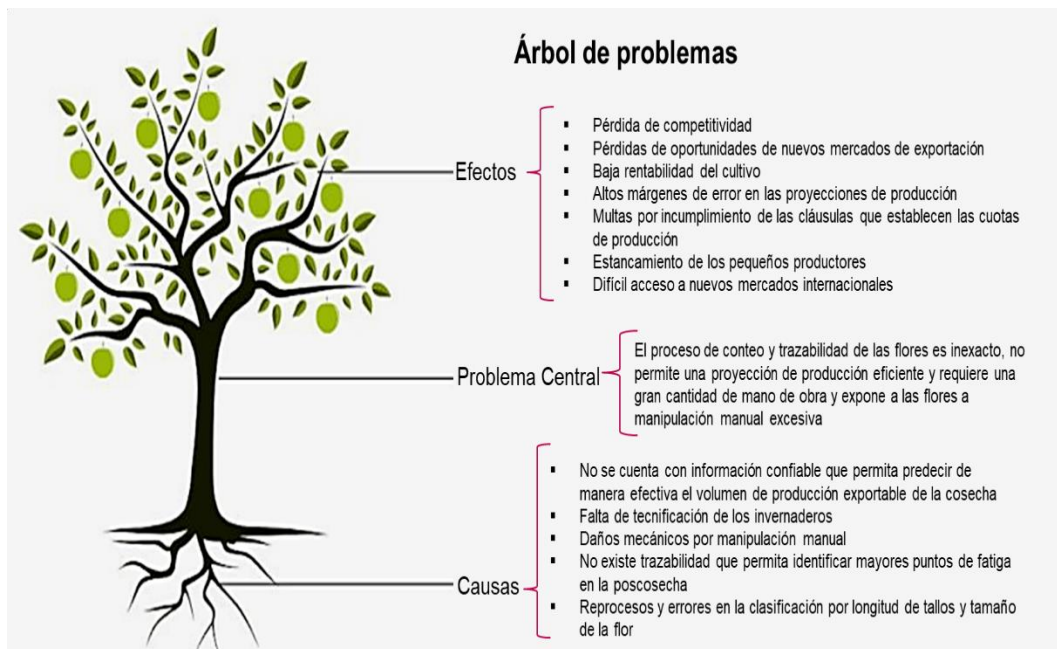 Árbol de problemas
Efectos
▪ Pérdida de competitividad
▪ Pérdidas de oportunidades de nuevos mercados de exportación
▪ Baja rentabilidad del cultivo
▪ Altos márgenes de error en las proyecciones de producción
▪ Multas por incumplimiento de las cláusulas que establecen las cuotas
de producción
▪ Estancamiento de los pequeños productores
▪ Difícil acceso a nuevos mercados internacionales
Problema Central
El proceso de conteo y trazabilidad de las flores es inexacto, no
permite una proyección de producción eficiente y requiere una
gran cantidad de mano de obra y expone a las flores a
manipulación manual excesiva
Causas
▪ No se cuenta con información confiable que permita predecir de
manera efectiva el volumen de producción exportable de la cosecha
▪ Falta de tecnificación de los invernaderos
▪ Daños mecánicos por manipulación manual
▪ No existe trazabilidad que permita identificar mayores puntos de fatiga
en la poscosecha
▪ Reprocesos y errores en la clasificación por longitud de tallos y tamaño
de la flor